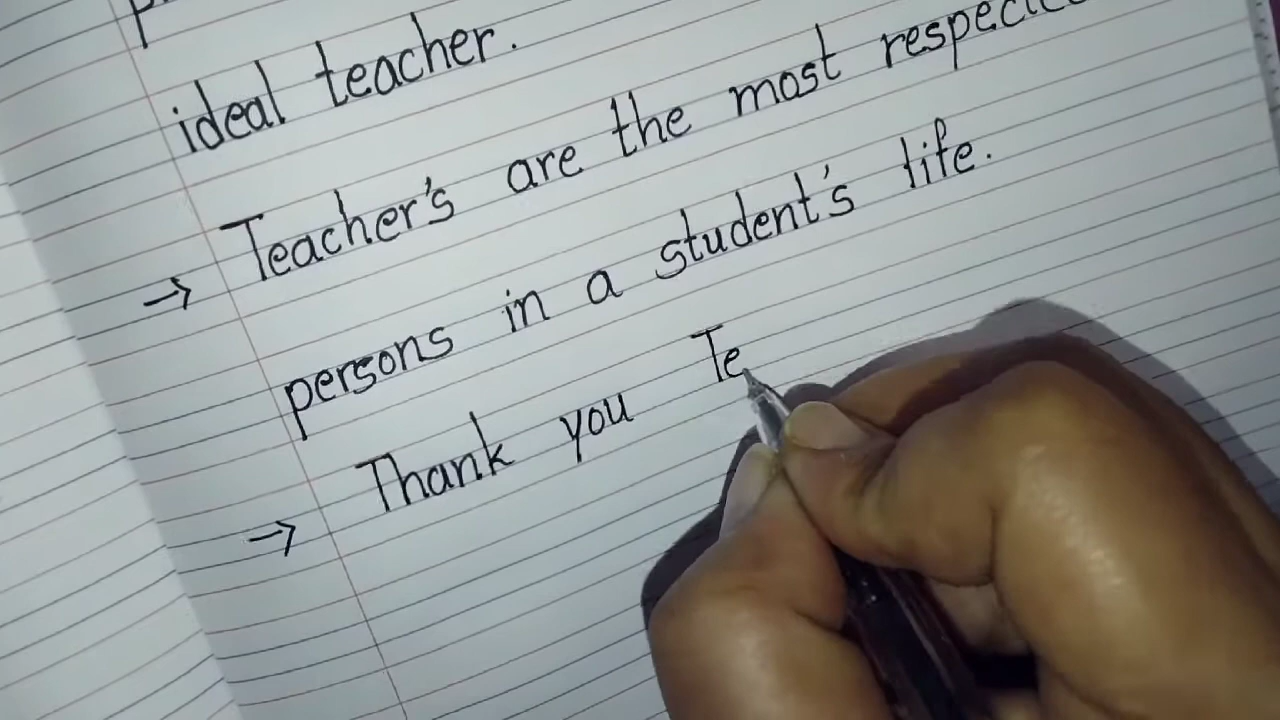 ideal teacher.
→ Teacher's are the most
persons in a student's life.
→ Thank you Te